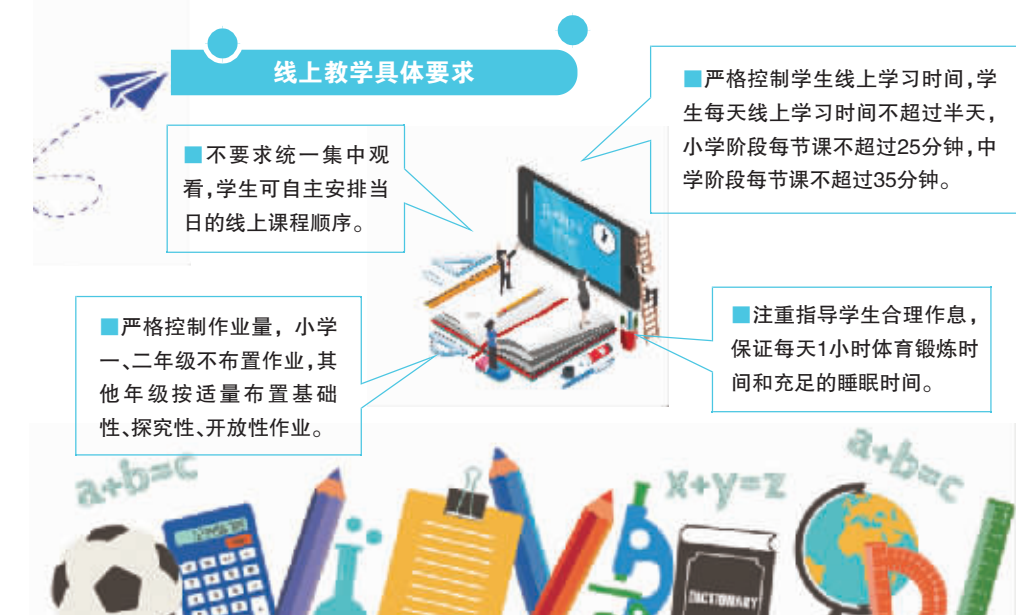 线上教学具体要求
■不要求统一集中观
看,学生可自主安排当
日的线上课程顺序。
■严格控制学生线上学习时间,学
生每天线上学习时间不超过半天,
小学阶段每节课不超过25分钟,中
学阶段每节课不超过35分钟。
■严格控制作业量,小学
一、二年级不布置作业,其
他年级按适量布置基础
性、探究性、开放性作业。
■注重指导学生合理作息,
保证每天1小时体育锻炼时
间和充足的睡眠时间。
a+b=c
x+y=z
a+b=c
DICTIONARY